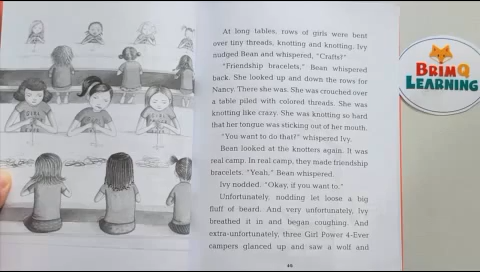 At long tables, rows of girls were bent
over tiny threads, knotting and knotting. Ivy
nudged Bean and whispered, "Crafts?"
"Friendship bracelets," Bean whispered
back. She looked up and down the rows for
Nancy. There she was. She was crouched over
a table piled with colored threads. She was
knotting like crazy. She was knotting so hard
that her tongue was sticking out of her mouth.
"You want to do that?" whispered Ivy.
Bean looked at the knotters again. It was
real camp. In real camp, they made friendship
bracelets. "Yeah," Bean whispered.
Ivy nodded. "Okay, if you want to."
Unfortunately, nodding let loose a big
fluff of beard. And very unfortunately, Ivy
breathed it in and began coughing. And
extra-unfortunately, three Girl Power 4-Ever
campers glanced up and saw a wolf and
BRIMQ
LEARNING
GIRL
GIRL